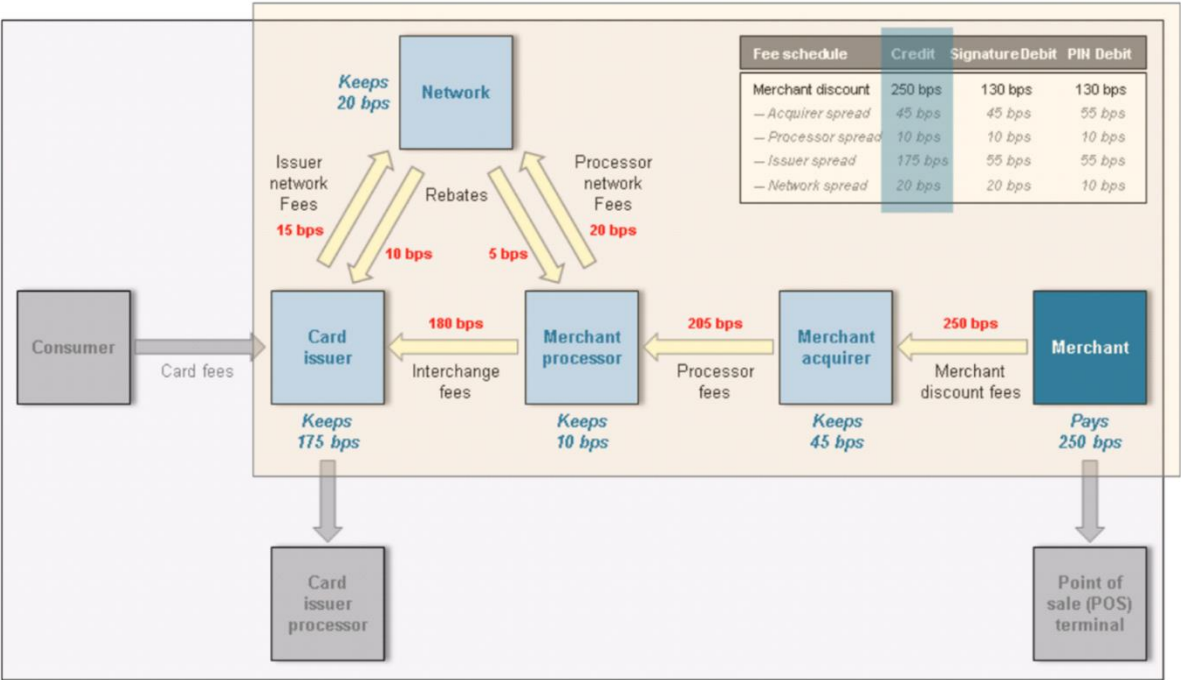 Keeps
20 bps
Network
Fee schedule Credit Signature Debit PIN Debit
Merchant discount 250 bps 130 bps 130 bps
— Acquirer spread 45 bps 45 bps 55 bps
— Processor spread 10 bps 10 bps 10 bps
— Issuer spread 175 bps 55 bps 55 bps
— Network spread 20 bps 20 bps 10 bps
Issuer
network
Fees
15 bps
Rebates
10 bps
5 bps
Processor
network
Fees
20 bps
Consumer
Card fees
Card
issuer
Keeps
175 bps
180 bps
Interchange
fees
Merchant
processor
Keeps
10 bps
205 bps
Processor
fees
Merchant
acquirer
Keeps
45 bps
250 bps
Merchant
discount fees
Merchant
Pays
250 bps
Card
issuer
processor
Point of
sale (POS)
terminal